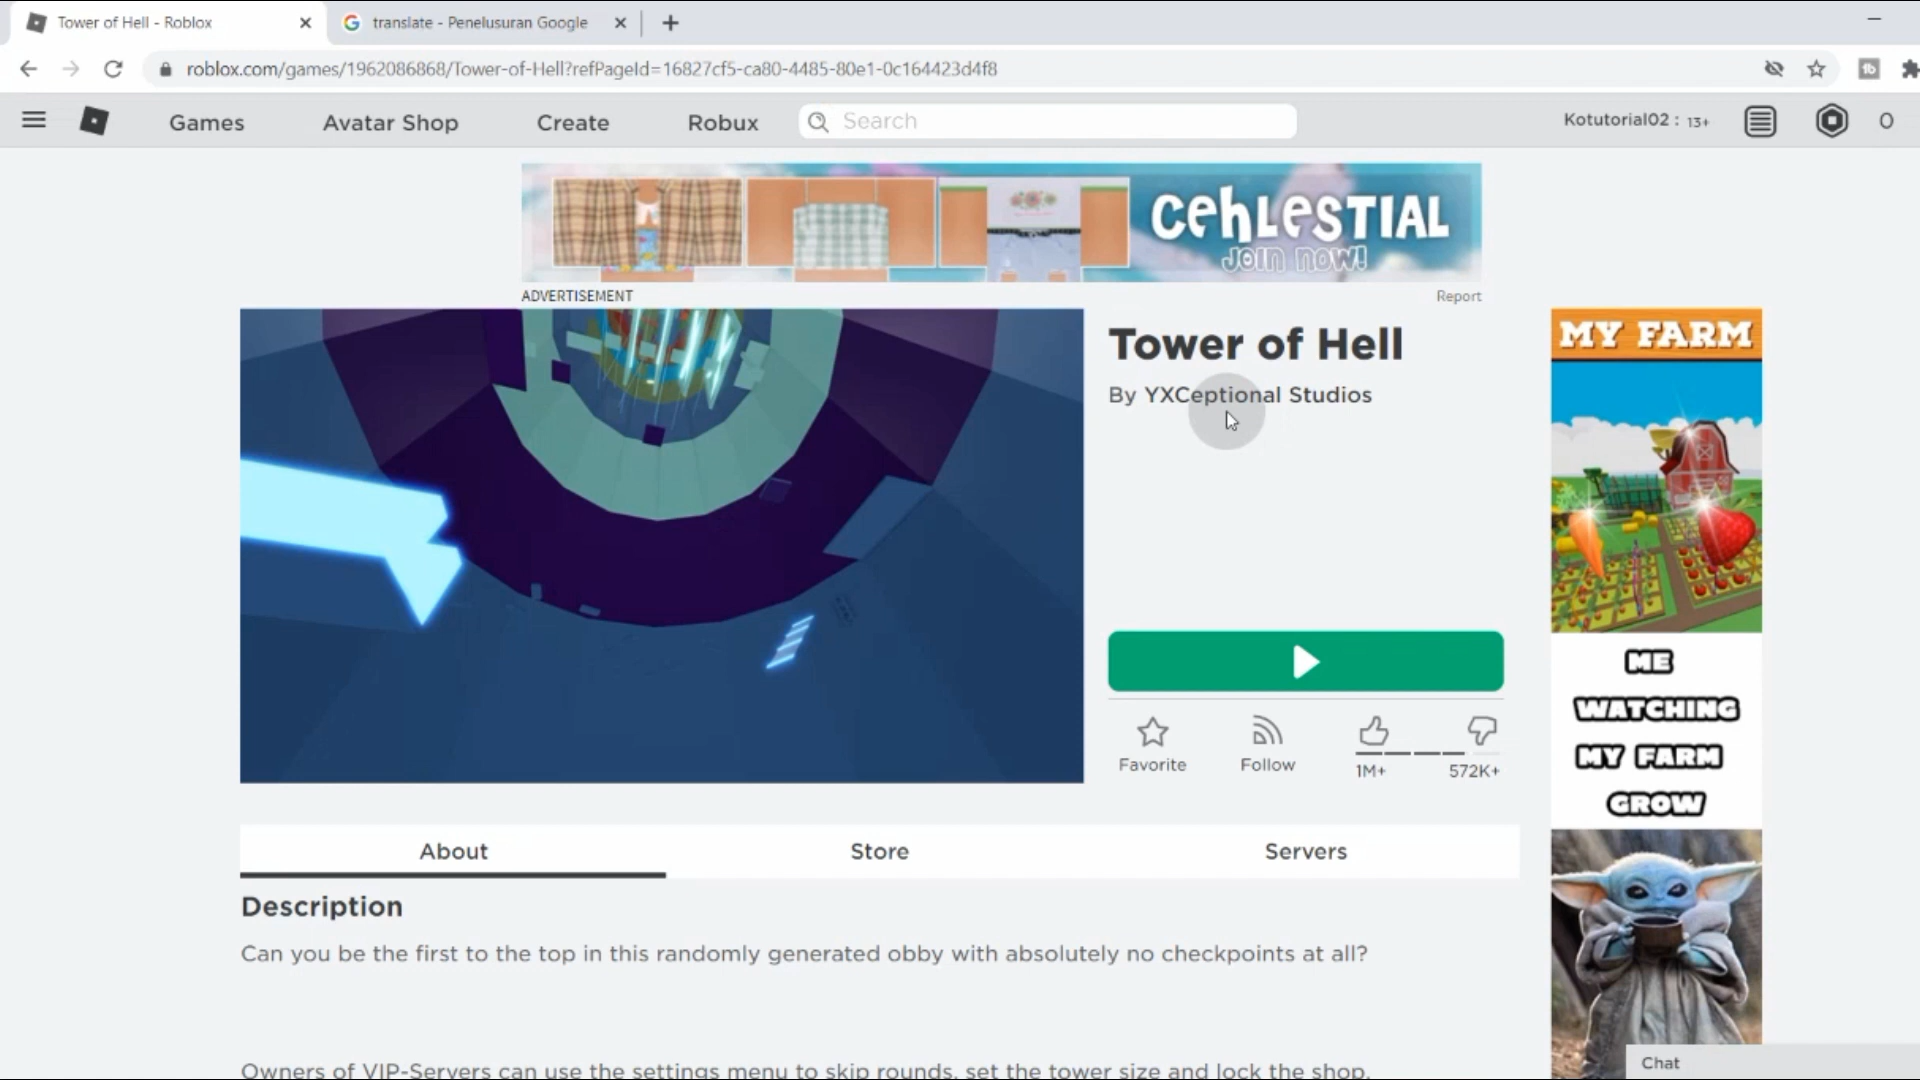 Tower of Hell - Roblox
translate - Penelusuran Google
roblox.com/games/1962086868/Tower-of-Hell?refPageId=16827cf5-ca80-4485-80e1-0c164423d4f8
Games
Avatar Shop
Create
Robux
Search
Kotutorial02 : 13+
0
CEHLESTIAL
JOIN NOW!
ADVERTISEMENT
Report
Tower of Hell
By YXCeptional Studios
Favorite
Follow
1M+
572K+
MY FARM
ME
WATCHING
MY FARM
GROW
About
Store
Servers
Description
Can you be the first to the top in this randomly generated obby with absolutely no checkpoints at all?
Owners of VIP-Servers can use the settings menu to skip rounds, set the tower size and lock the shop.
Chat